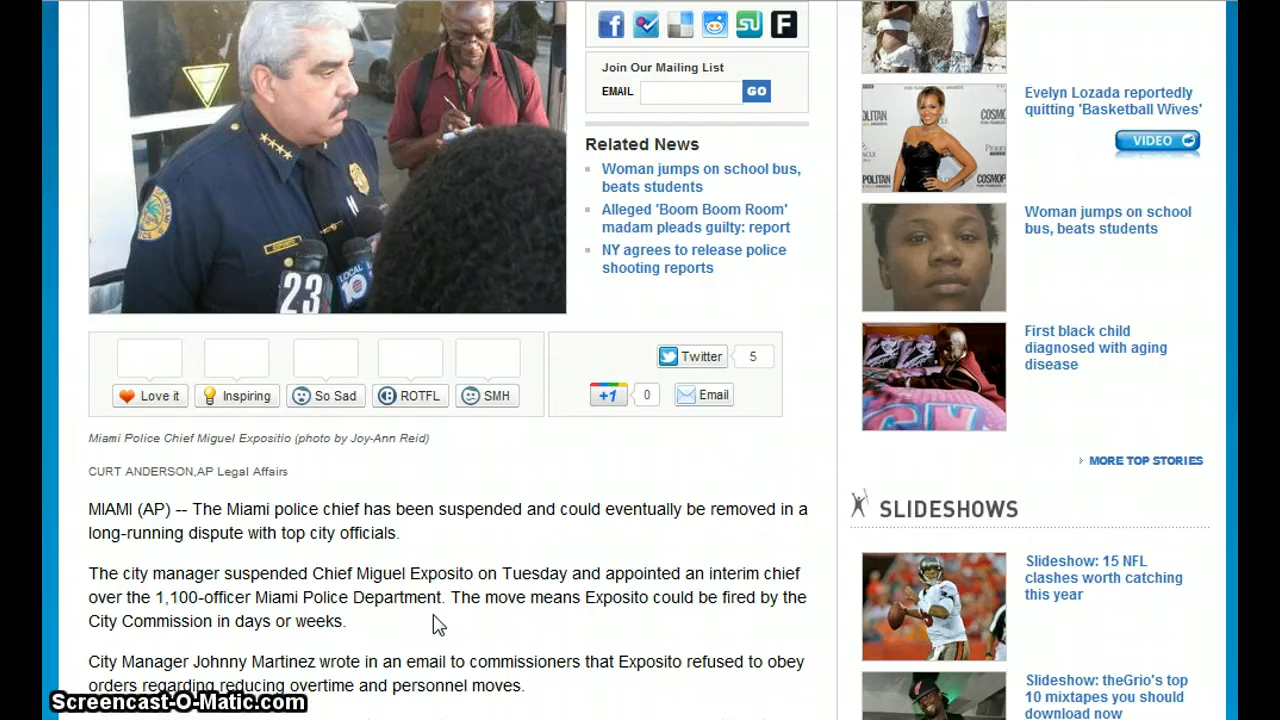 23
LOCAL
10
Join Our Mailing List
EMAIL
GO
Related News
Woman jumps on school bus,
beats students
Alleged 'Boom Boom Room'
madam pleads guilty: report
NY agrees to release police
shooting reports
Love it
Inspiring
So Sad
ROTFL
SMH
Twitter
5
+1
0
Email
Miami Police Chief Miguel Expositio (photo by Joy-Ann Reid)
CURT ANDERSON,AP Legal Affairs
MIAMI (AP) -- The Miami police chief has been suspended and could eventually be removed in a
long-running dispute with top city officials.
The city manager suspended Chief Miguel Exposito on Tuesday and appointed an interim chief
over the 1,100-officer Miami Police Department. The move means Exposito could be fired by the
City Commission in days or weeks.
City Manager Johnny Martinez wrote in an email to commissioners that Exposito refused to obey
orders regarding reducing overtime and personnel moves.
Evelyn Lozada reportedly
quitting 'Basketball Wives'
VIDEO
Woman jumps on school
bus, beats students
First black child
diagnosed with aging
disease
MORE TOP STORIES
SLIDESHOWS
Slideshow: 15 NFL
clashes worth catching
this year
Slideshow: theGrio's top
10 mixtapes you should
download now
Screencast-O-Matic.com